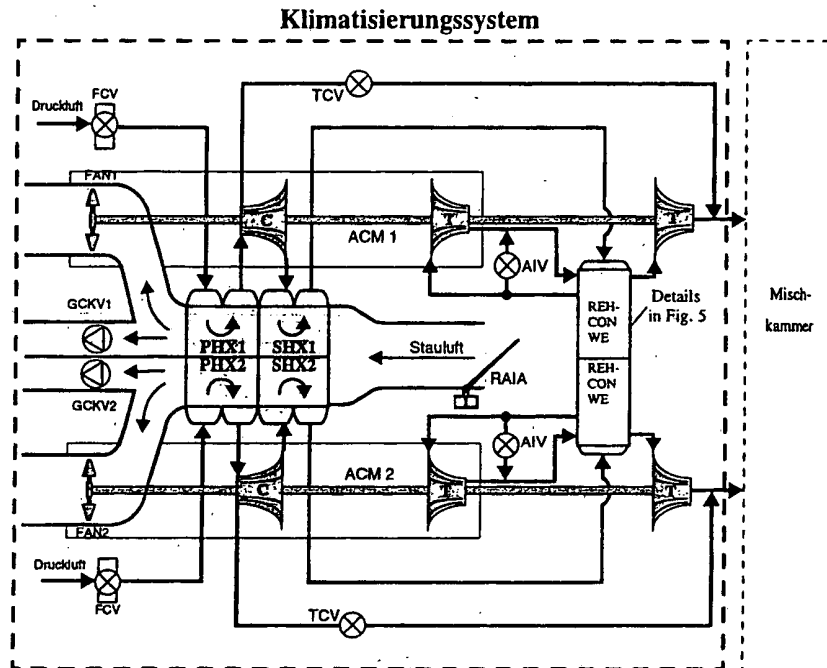 Klimatisierungssystem
FCV
Druckluft
TCV
FAN1
C
T
T
ACM 1
AIV
GCKV1
REH-
CON
WE
Details
in Fig. 5
Misch-
kammer
PHX1
SHX1
PHX2
SHX2
Stauluft
RAIA
REH-
CON
WE
GCKV2
AIV
ACM 2
C
T
T
FAN2
Druckluft
FCV
TCV